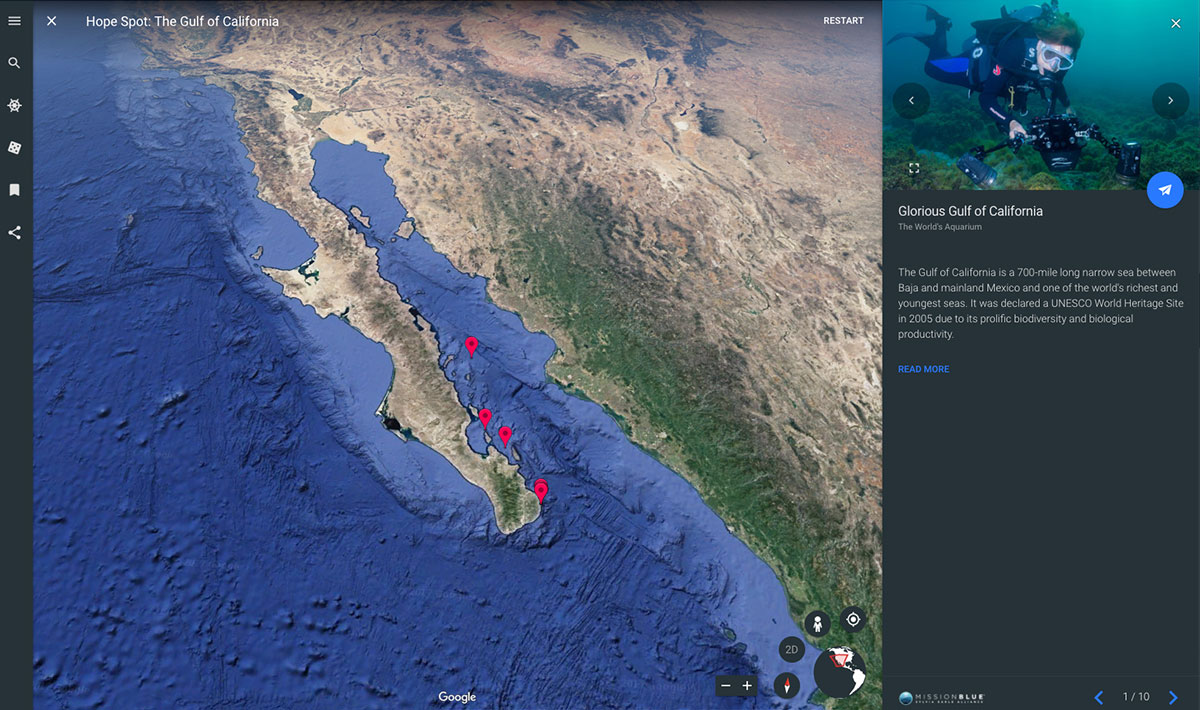 Hope Spot: The Gulf of California
RESTART
Glorious Gulf of California
The World's Aquarium
The Gulf of California is a 700-mile long narrow sea between
Baja and mainland Mexico and one of the world's richest and
youngest seas. It was declared a UNESCO World Heritage Site
in 2005 due to its prolific biodiversity and biological
productivity.
READ MORE
2D
Google
MISSION BLUE
SYLVIA EARLE ALLIANCE
1 / 10